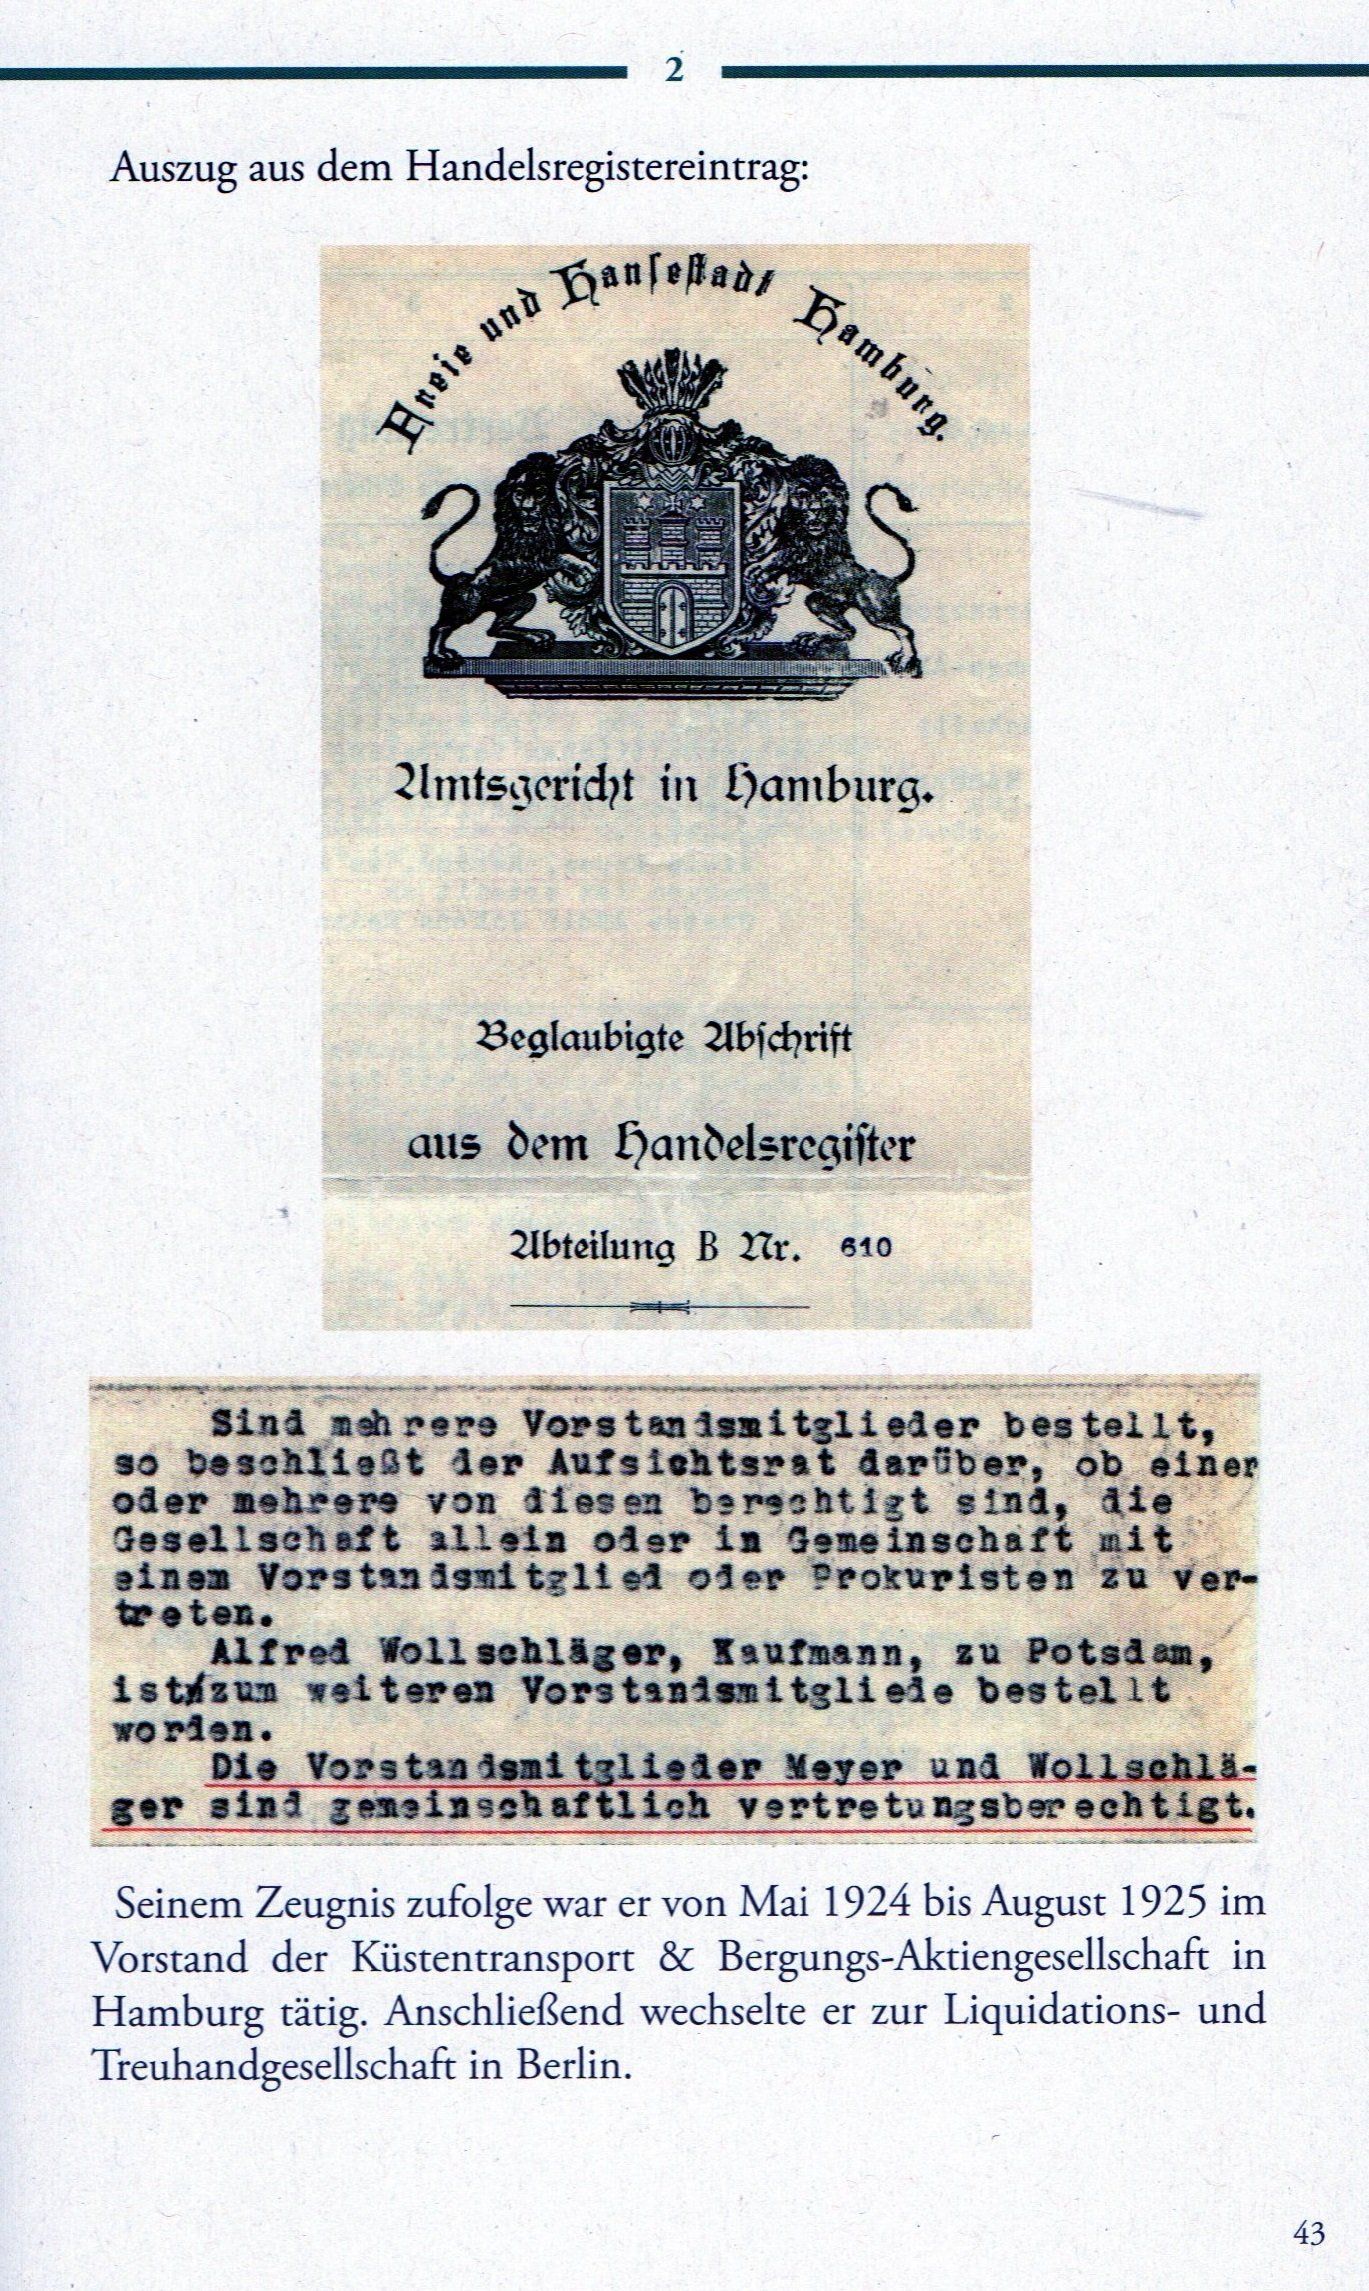 2
Auszug aus dem Handelsregistereintrag:
Freie und Hansestadt Hamburg.
Amtsgericht in Hamburg.
Beglaubigte Abschrift
aus dem Handelsregister
Abteilung B Nr. 610
Sind mehrere Vorstandsmitglieder bestellt,
so beschließt der Aufsichtsrat darüber, ob einer
oder mehrere von diesen berechtigt sind, die
Gesellschaft allein oder in Gemeinschaft mit
einem Vorstandsmitglied oder Prokuristen zu ver-
treten.
Alfred Wollschläger, Kaufmann, zu Potsdam,
ist zum weiteren Vorstandsmitgliede bestellt
worden.
Die Vorstandsmitglieder Meyer und Wollschlä-
ger sind gemeinschaftlich vertretungsberechtigt.
Seinem Zeugnis zufolge war er von Mai 1924 bis August 1925 im
Vorstand der Küstentransport & Bergungs-Aktiengesellschaft in
Hamburg tätig. Anschließend wechselte er zur Liquidations- und
Treuhandgesellschaft in Berlin.
43